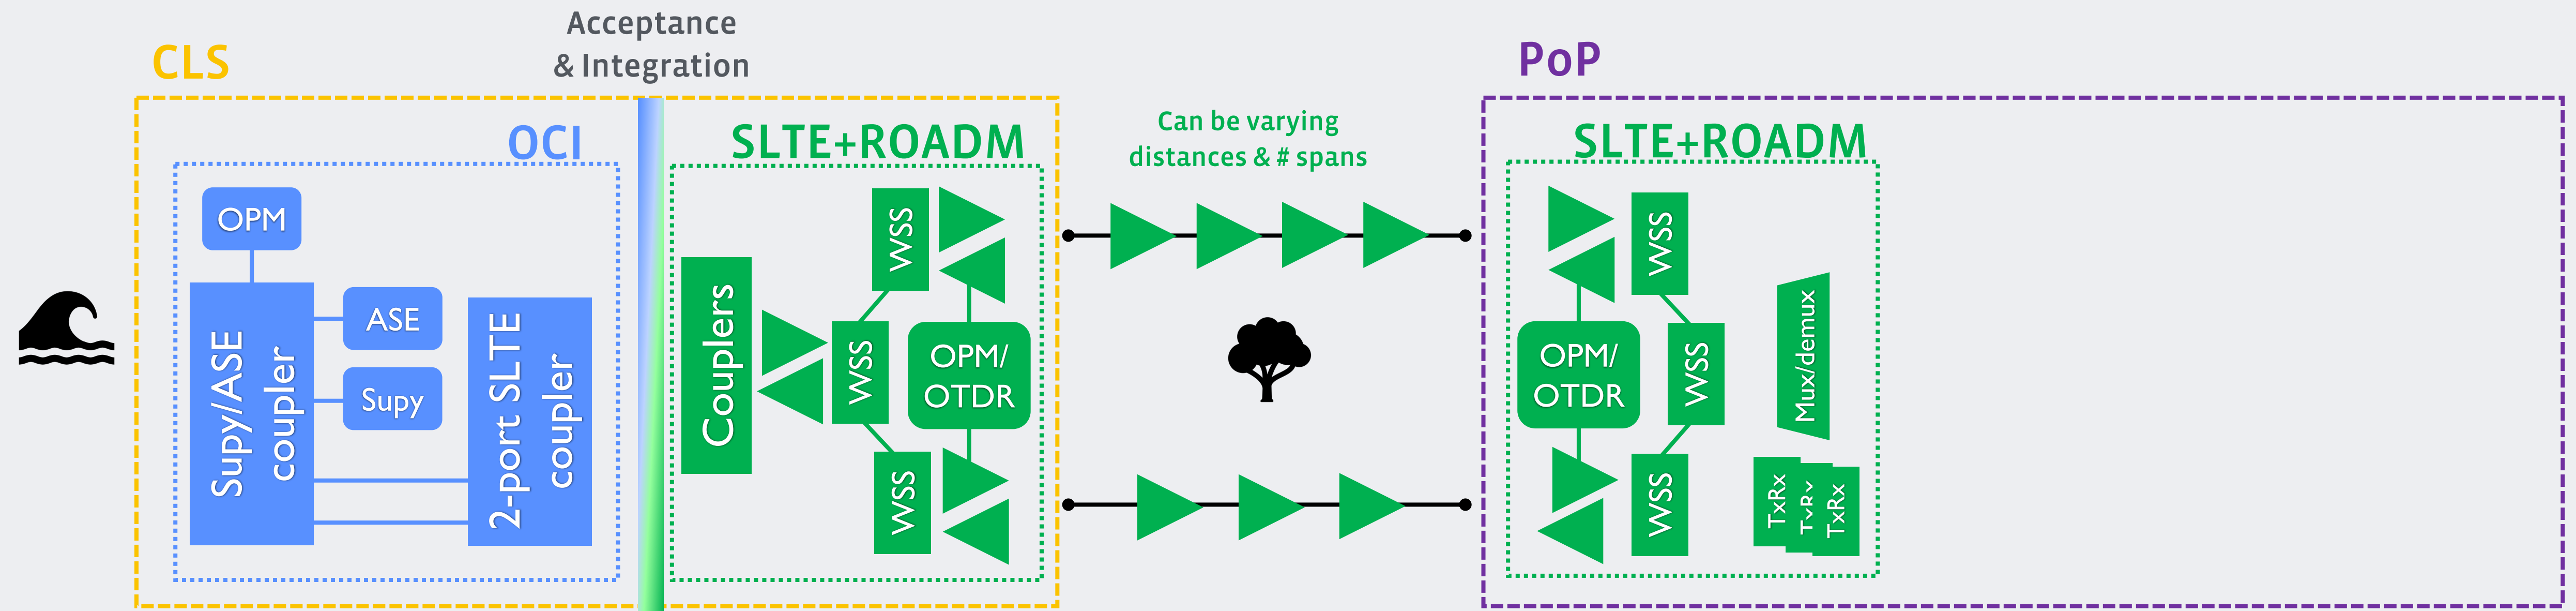 Acceptance
& Integration
CLS
PoP
OCI
SLTE+ROADM
Can be varying
distances & # spans
SLTE+ROADM
OPM
ASE
Supy
Supy/ASE
coupler
2-port SLTE
coupler
Couplers
WSS
WSS
WSS
OPM/
OTDR
OPM/
OTDR
WSS
WSS
WSS
Mux/demux
TxRx
TxRx
TxRx